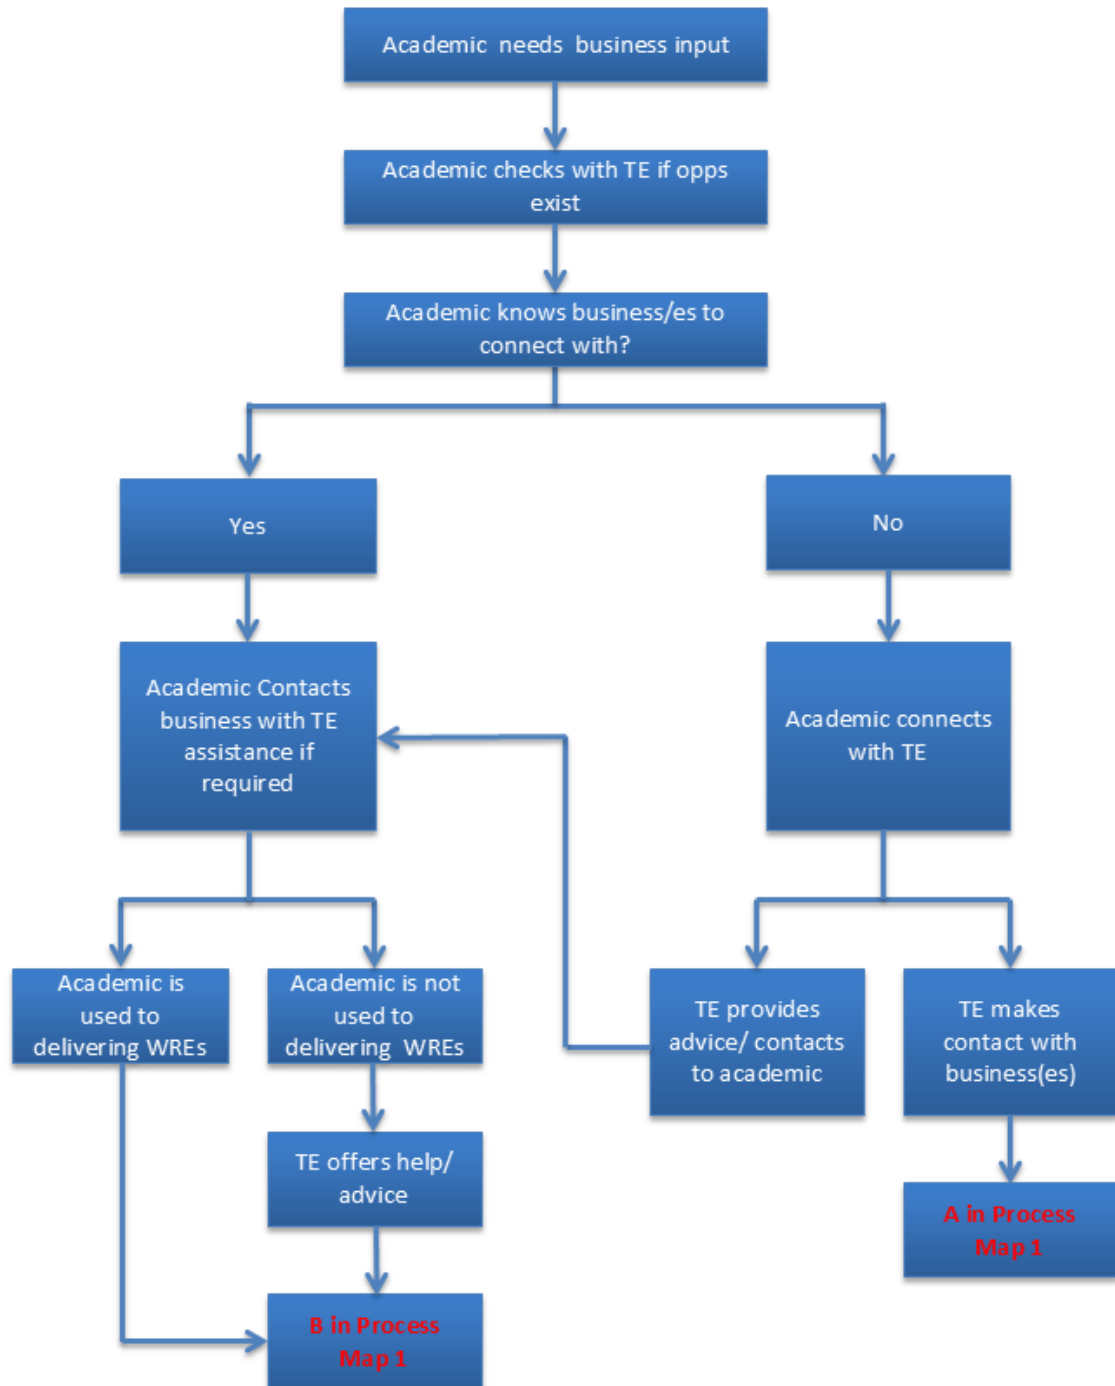 Academic needs business input
Academic checks with TE if opps
exist
Academic knows business/es to
connect with?
Yes
No
Academic Contacts
business with TE
assistance if
required
Academic connects
with TE
Academic is
used to
delivering WREs
Academic is not
used to
delivering WREs
TE provides
advice/ contacts
to academic
TE makes
contact with
business(es)
TE offers help/
advice
A in Process
Map 1
B in Process
Map 1